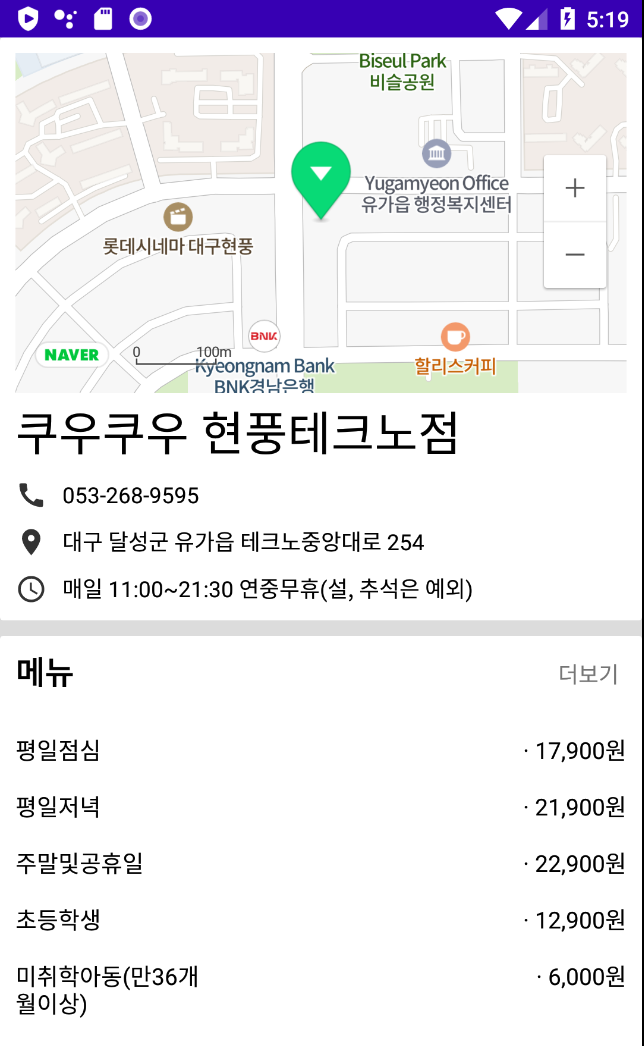 5:19
Biseul Park
비슬공원
Yugamyeon Office
유가읍 행정복지센터
+
롯데시네마 대구현풍
−
BNK
NAVER
0 100m
Kyeongnam Bank
BNK경남은행
할리스커피
쿠우쿠우 현풍테크노점
053-268-9595
대구 달성군 유가읍 테크노중앙대로 254
매일 11:00~21:30 연중무휴(설, 추석은 예외)
메뉴 더보기
평일점심 · 17,900원
평일저녁 · 21,900원
주말및공휴일 · 22,900원
초등학생 · 12,900원
미취학아동(만36개 · 6,000원
월이상)